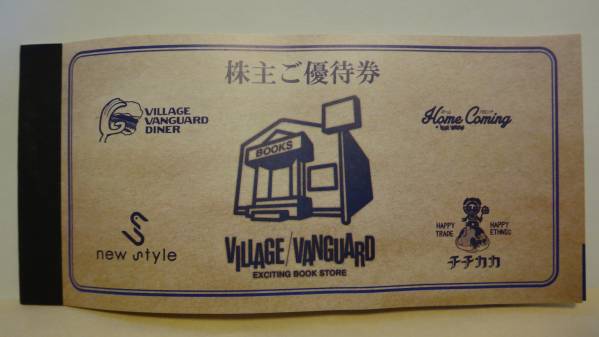 株主ご優待券
VILLAGE
VANGUARD
DINER
Home Coming
BOOKS
new style
VILLAGE/VANGUARD
EXCITING BOOK STORE
HAPPY
TRADE
HAPPY
ETHNIC
チチカカ